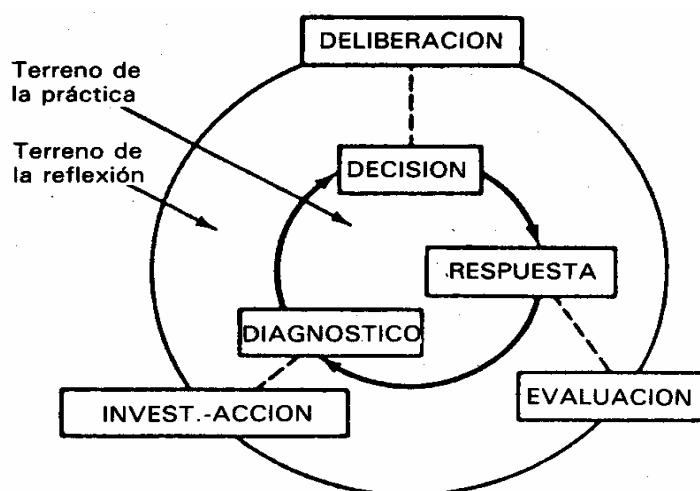 DELIBERACION
Terreno de
la práctica
Terreno de
la reflexión
DECISION
RESPUESTA
DIAGNOSTICO
INVEST.-ACCION
EVALUACION